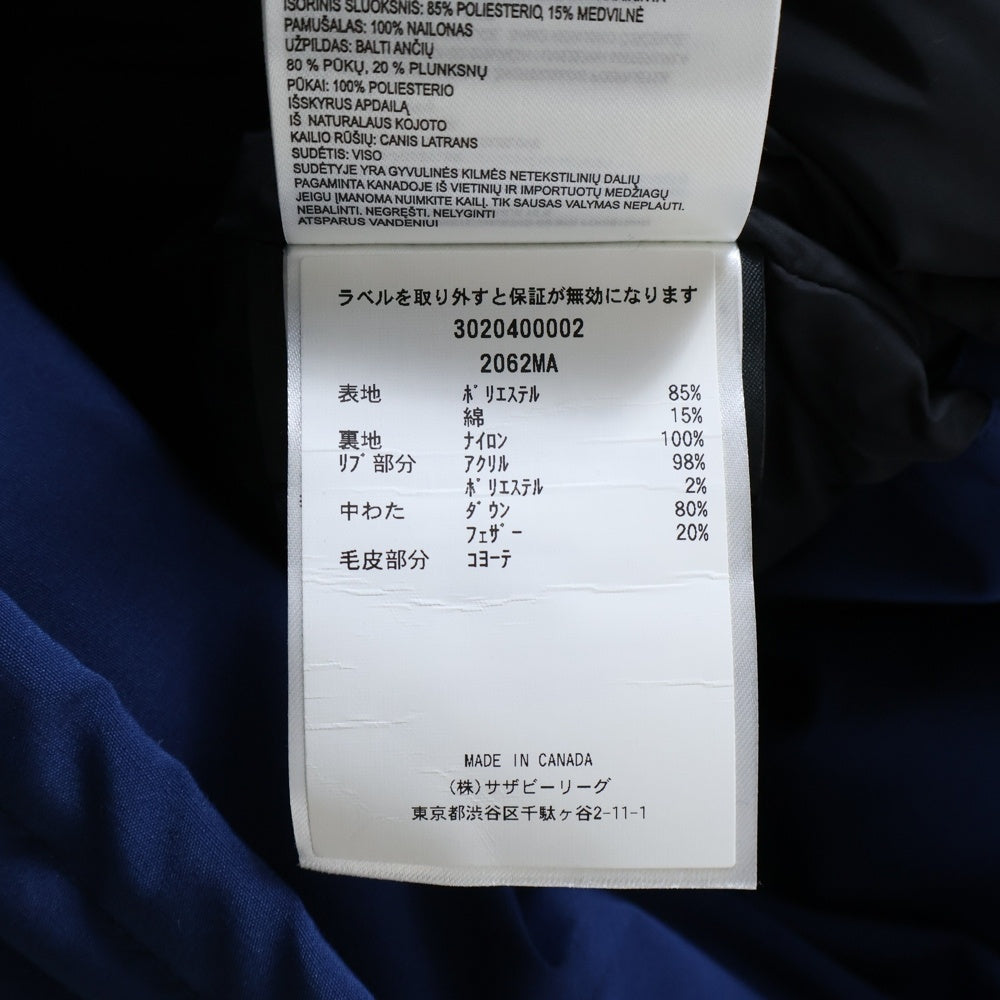 IŠORINIS SLUOKSNIS: 85% POLIESTERIO, 15% MEDVILNĖ
PAMUŠALAS: 100% NAILONAS
UŽPILDAS: BALTI ANČIŲ
80 % PŪKŲ, 20 % PLUNKSNŲ
PŪKAI: 100% POLIESTERIO
IŠSKYRUS APDAILĄ
IŠ NATURALAUS KOJOTO
KAILIO RŪŠIŲ: CANIS LATRANS
SUDĖTIS: VISO
SUDĖTYJE YRA GYVULINĖS KILMĖS NETEKSTILINIŲ DALIŲ
PAGAMINTA KANADOJE IŠ VIETINIŲ IR IMPORTUOTŲ MEDŽIAGŲ
JEIGU ĮMANOMA NUIMKITE KAILĮ. TIK SAUSAS VALYMAS NEPLAUTI.
NEBALINTI. NEGRĘŠTI. NELYGINTI
ATSPARUS VANDENIUI
ラベルを取り外すと保証が無効になります
3020400002
2062MA
表地 ﾎﾟﾘｴｽﾃﾙ 85%
綿 15%
裏地 ﾅｲﾛﾝ 100%
ﾘﾌﾞ部分 ｱｸﾘﾙ 98%
ﾎﾟﾘｴｽﾃﾙ 2%
中わた ﾀﾞｳﾝ 80%
ﾌｪｻﾞｰ 20%
毛皮部分 ｺﾖｰﾃ
MADE IN CANADA
(株)サザビーリーグ
東京都渋谷区千駄ヶ谷2-11-1